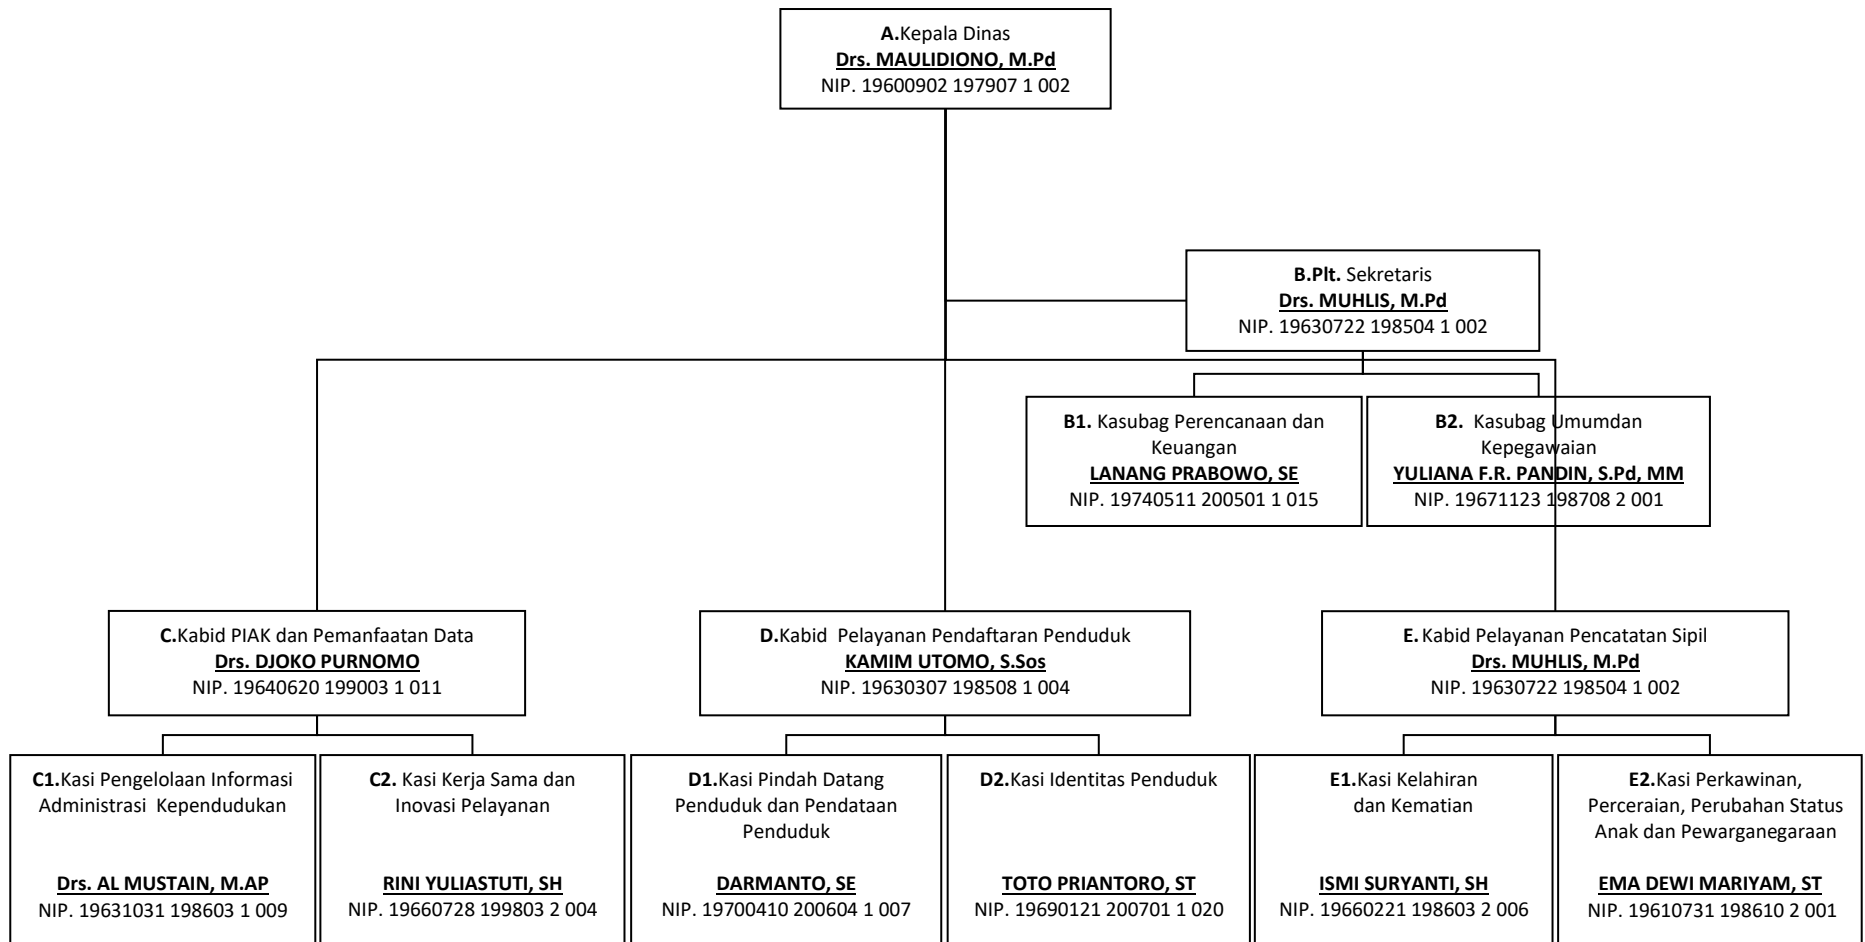 A.Kepala Dinas
Drs. MAULIDIONO, M.Pd
NIP. 19600902 197907 1 002
B.Plt. Sekretaris
Drs. MUHLIS, M.Pd
NIP. 19630722 198504 1 002
B1. Kasubag Perencanaan dan
Keuangan
LANANG PRABOWO, SE
NIP. 19740511 200501 1 015
B2. Kasubag Umumdan
Kepegawaian
YULIANA F.R. PANDIN, S.Pd, MM
NIP. 19671123 198708 2 001
C.Kabid PIAK dan Pemanfaatan Data
Drs. DJOKO PURNOMO
NIP. 19640620 199003 1 011
D.Kabid Pelayanan Pendaftaran Penduduk
KAMIM UTOMO, S.Sos
NIP. 19630307 198508 1 004
E. Kabid Pelayanan Pencatatan Sipil
Drs. MUHLIS, M.Pd
NIP. 19630722 198504 1 002
C1.Kasi Pengelolaan Informasi
Administrasi Kependudukan
Drs. AL MUSTAIN, M.AP
NIP. 19631031 198603 1 009
C2. Kasi Kerja Sama dan
Inovasi Pelayanan
RINI YULIASTUTI, SH
NIP. 19660728 199803 2 004
D1.Kasi Pindah Datang
Penduduk dan Pendataan
Penduduk
DARMANTO, SE
NIP. 19700410 200604 1 007
D2.Kasi Identitas Penduduk
TOTO PRIANTORO, ST
NIP. 19690121 200701 1 020
E1.Kasi Kelahiran
dan Kematian
ISMI SURYANTI, SH
NIP. 19660221 198603 2 006
E2.Kasi Perkawinan,
Perceraian, Perubahan Status
Anak dan Pewarganegaraan
EMA DEWI MARIYAM, ST
NIP. 19610731 198610 2 001